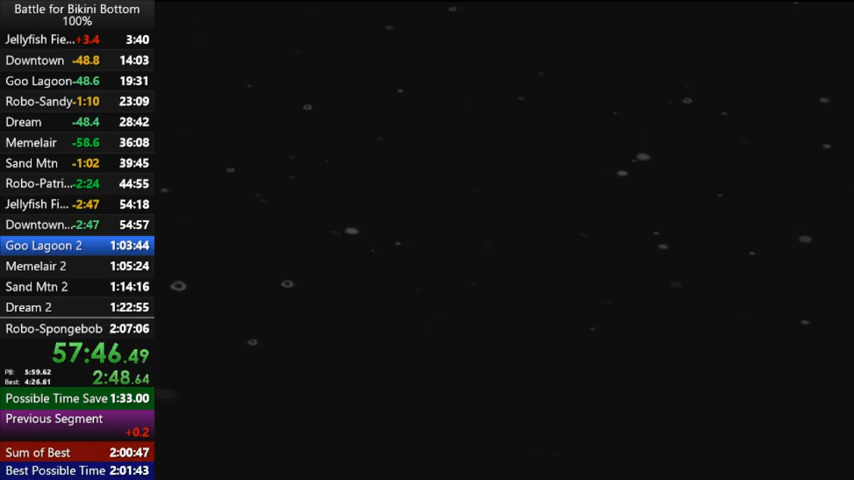 Battle for Bikini Bottom
100%
Jellyfish Fie... +3.4 3:40
Downtown -48.8 14:03
Goo Lagoon -48.6 19:31
Robo-Sandy -1:10 23:09
Dream -48.4 28:42
Memelair -58.6 36:08
Sand Mtn -1:02 39:45
Robo-Patri... -2:24 44:55
Jellyfish Fi... -2:47 54:18
Downtown... -2:47 54:57
Goo Lagoon 2 1:03:44
Memelair 2 1:05:24
Sand Mtn 2 1:14:16
Dream 2 1:22:55
Robo-Spongebob 2:07:06
57:46.49
PB: 5:59.62
Best: 4:26.61 2:48.64
Possible Time Save 1:33.00
Previous Segment
+0.2
Sum of Best 2:00:47
Best Possible Time 2:01:43